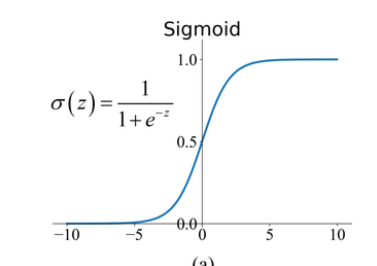 Sigmoid
1.0
σ(z) = 1 / (1 + e^{-z})
0.5
0.0
−10 −5 0 5 10
(a)